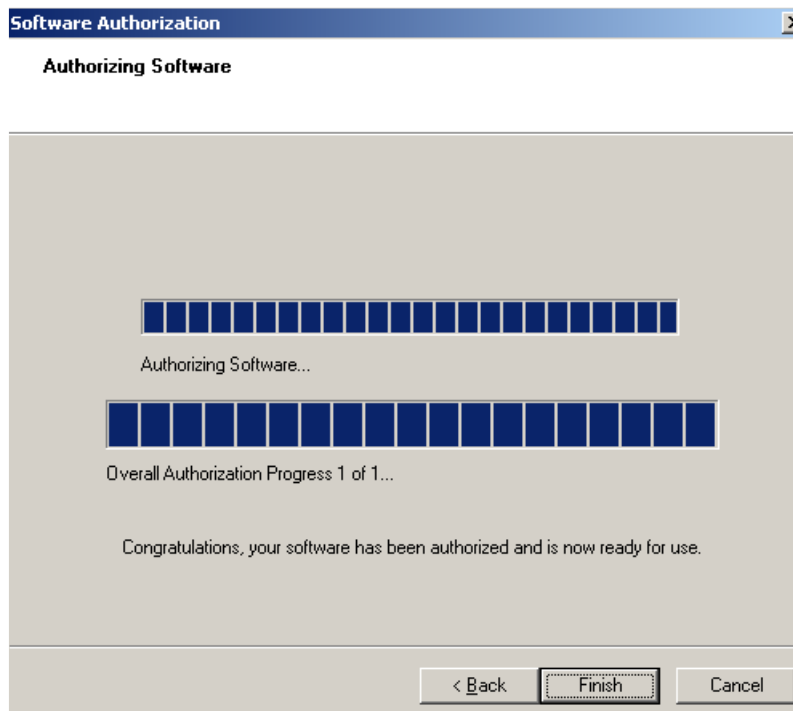 Software Authorization
Authorizing Software
Authorizing Software...
Overall Authorization Progress 1 of 1...
Congratulations, your software has been authorized and is now ready for use.
< Back Finish Cancel